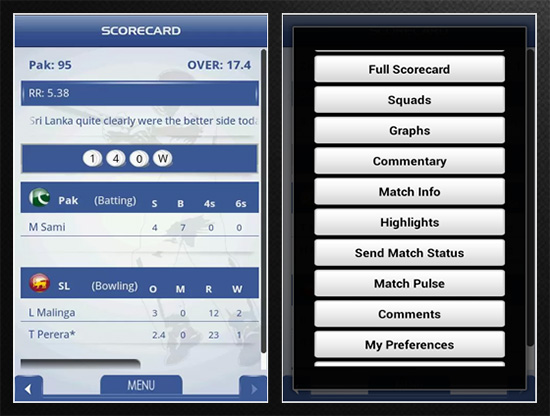 SCORECARD
Pak: 95 OVER: 17.4
RR: 5.38
Sri Lanka quite clearly were the better side toda
1 4 0 W
Pak (Batting) S B 4s 6s
M Sami 4 7 0 0
SL (Bowling) O M R W
L Malinga 3 0 12 2
T Perera* 2.4 0 23 1
MENU
Full Scorecard
Squads
Graphs
Commentary
Match Info
Highlights
Send Match Status
Match Pulse
Comments
My Preferences